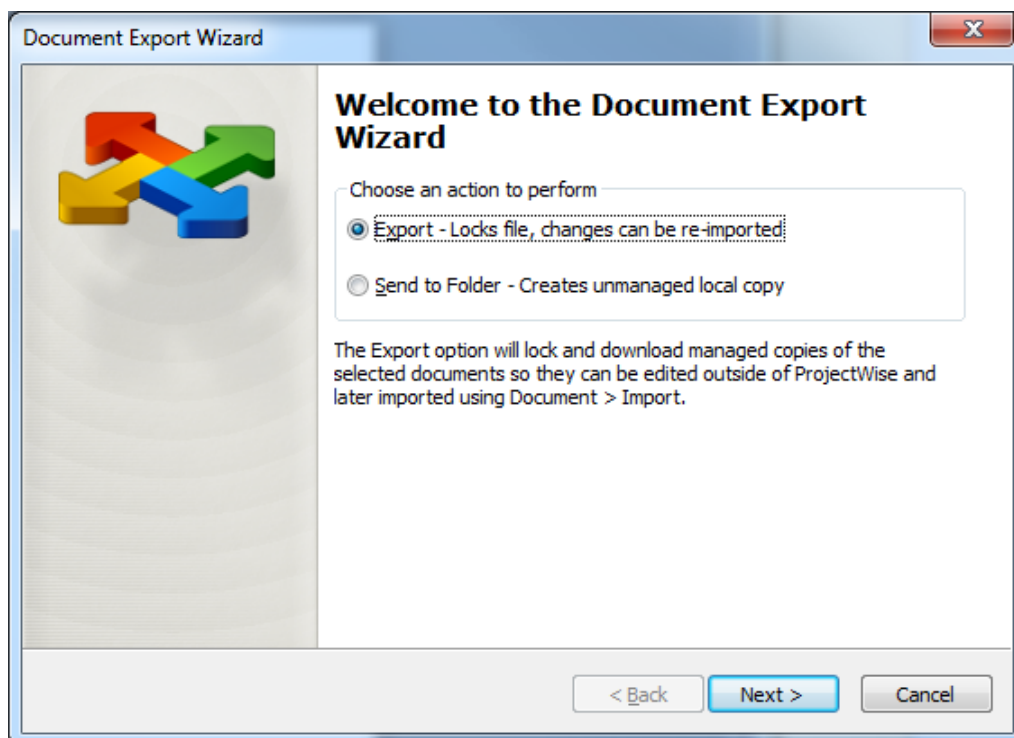 Document Export Wizard
Welcome to the Document Export
Wizard
Choose an action to perform
Export - Locks file, changes can be re-imported
Send to Folder - Creates unmanaged local copy
The Export option will lock and download managed copies of the
selected documents so they can be edited outside of ProjectWise and
later imported using Document > Import.
< Back
Next >
Cancel